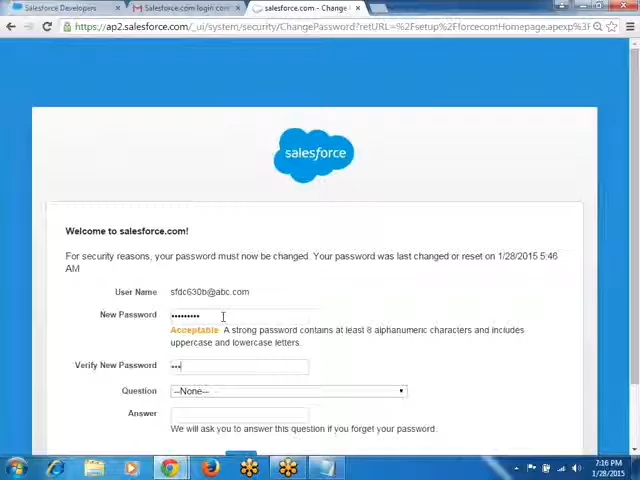 Salesforce Developers
Salesforce.com login con
salesforce.com - Change
https://ap2.salesforce.com/_ui/system/security/ChangePassword?retURL=%2Fsetup%2FforcecomHomepage.apexp%3F
salesforce
Welcome to salesforce.com!
For security reasons, your password must now be changed. Your password was last changed or reset on 1/28/2015 5:46
AM
User Name sfdc630b@abc.com
New Password •••••••••
Acceptable A strong password contains at least 8 alphanumeric characters and includes
uppercase and lowercase letters.
Verify New Password •••
Question --None--
Answer
We will ask you to answer this question if you forget your password.
7:16 PM
1/28/2015